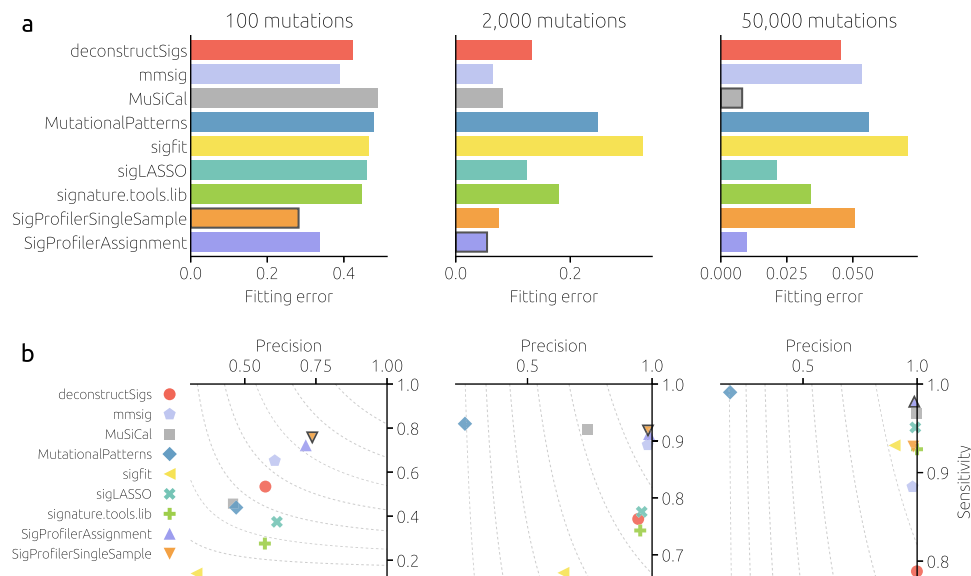 a
100 mutations 2,000 mutations 50,000 mutations
deconstructSigs
mmsig
MuSiCal
MutationalPatterns
sigfit
sigLASSO
signature.tools.lib
SigProfilerSingleSample
SigProfilerAssignment
0.0 0.2 0.4 0.0 0.2 0.000 0.025 0.050
Fitting error Fitting error Fitting error
b
Precision Precision Precision
0.50 0.75 1.00 0.5 1.0 0.5 1.0
deconstructSigs
mmsig
MuSiCal
MutationalPatterns
sigfit
sigLASSO
signature.tools.lib
SigProfilerAssignment
SigProfilerSingleSample
1.0
0.8
0.6
0.4
0.2
1.0
0.9
0.8
0.7
1.0
0.9
0.8
Sensitivity